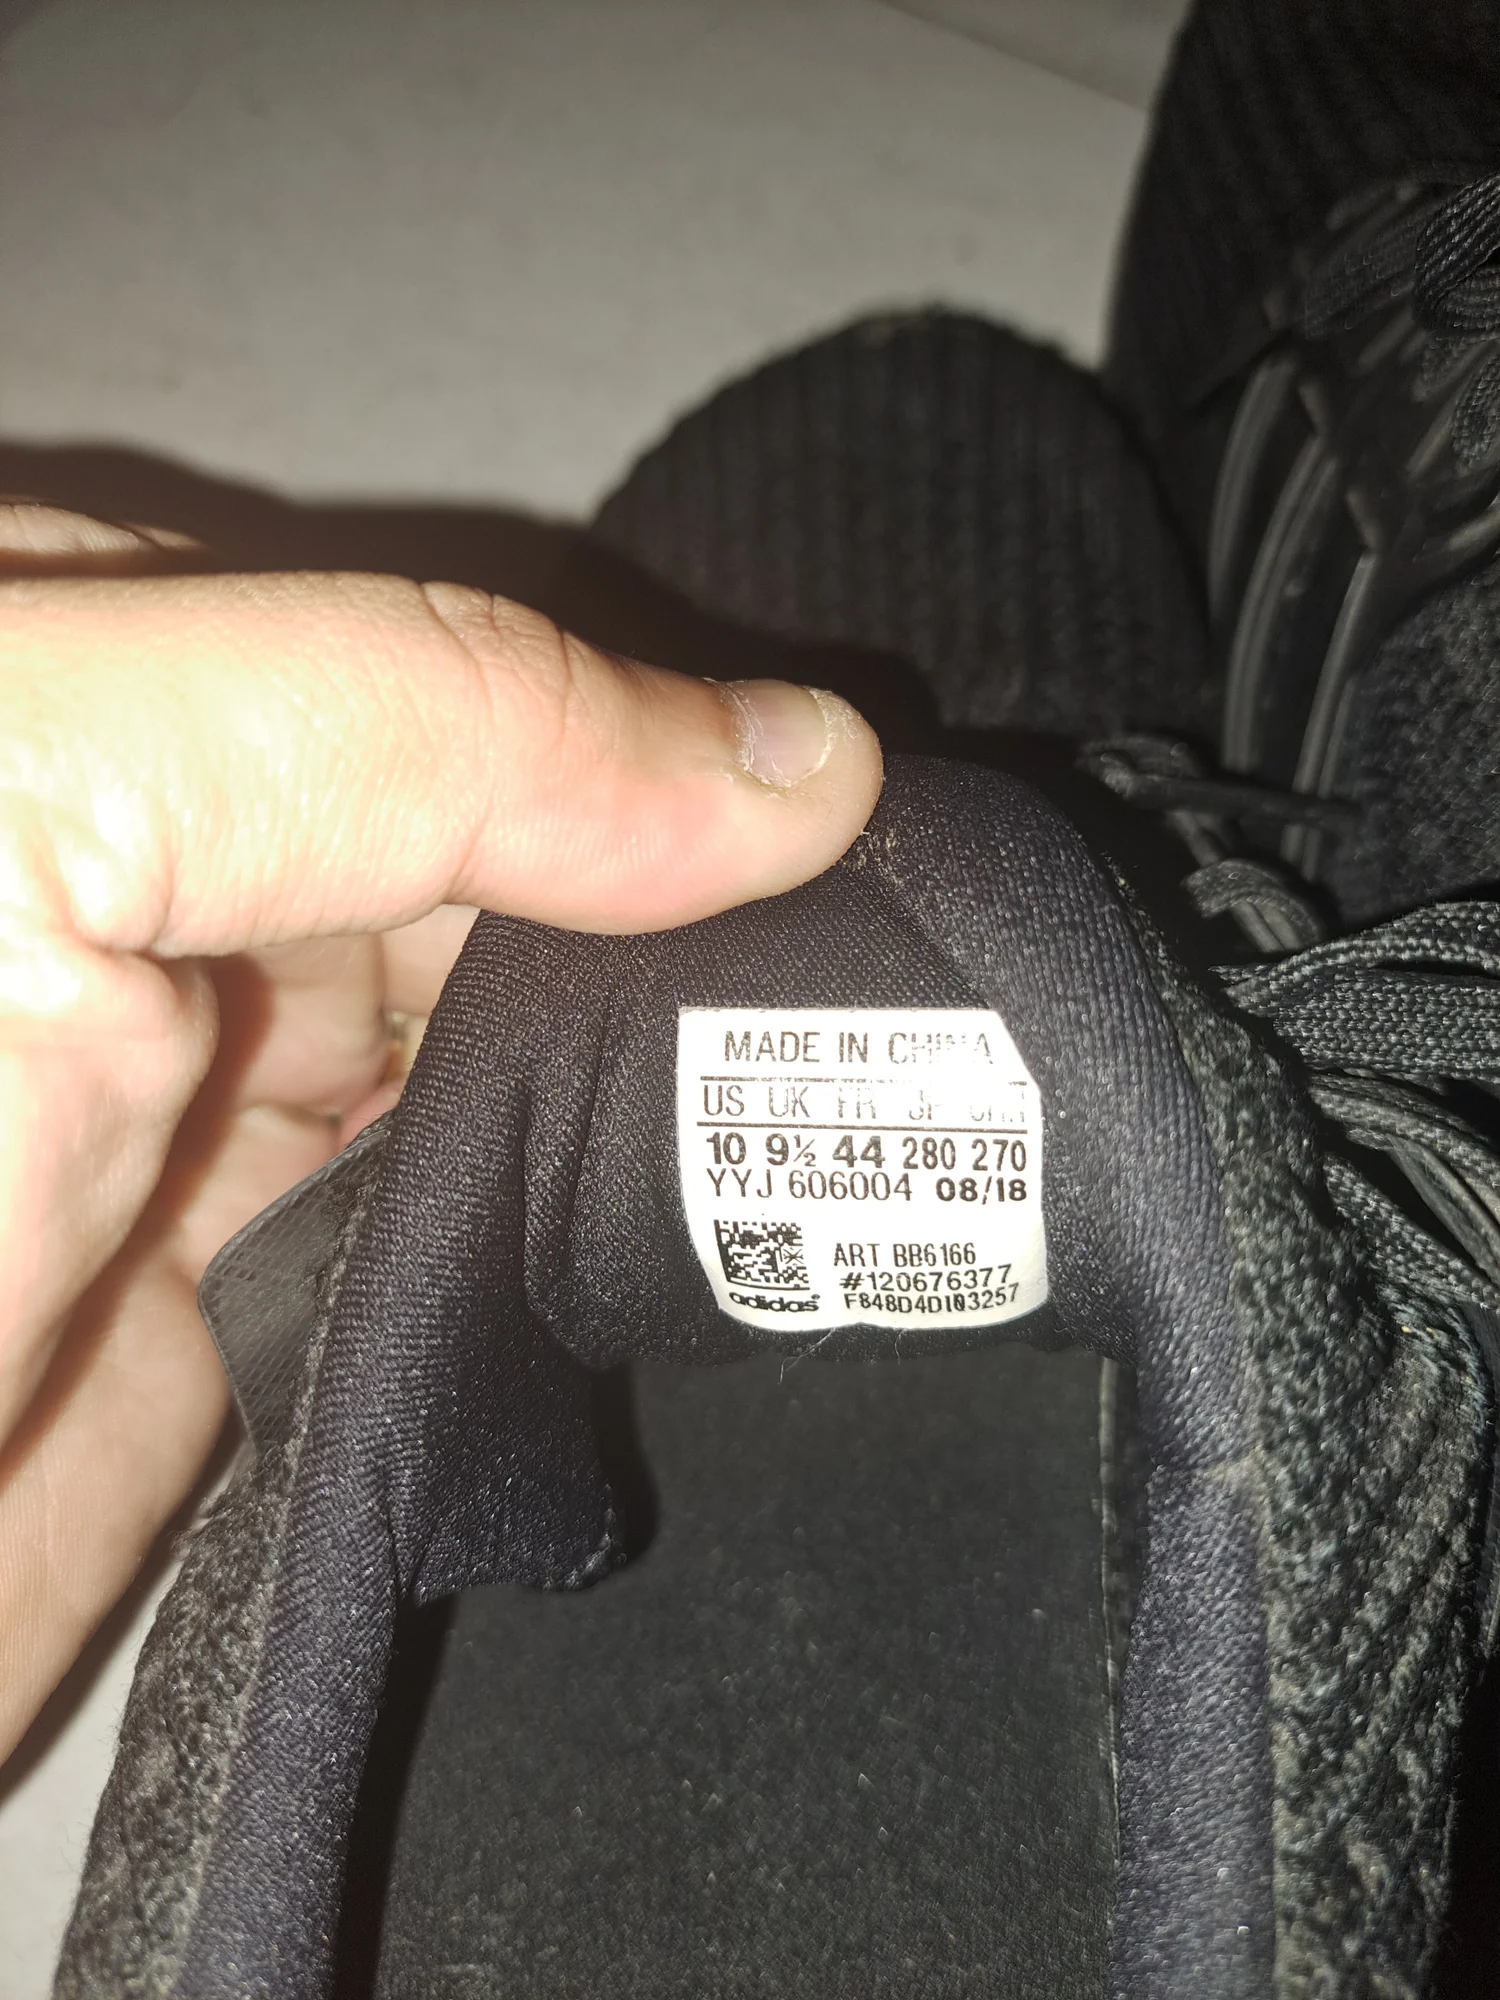 MADE IN CHINA
US UK FR JP CHN
10 9½ 44 280 270
YYJ 606004 08/18
ART BB6166
#120676377
adidas F848D4DI03257